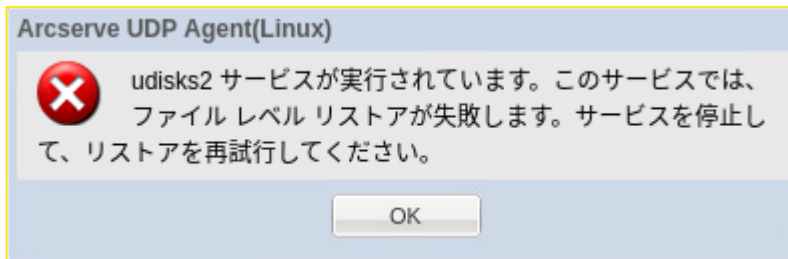 Arcserve UDP Agent(Linux)
udisks2 サービスが実行されています。このサービスでは、
ファイル レベル リストアが失敗します。サービスを停止し
て、リストアを再試行してください。
OK